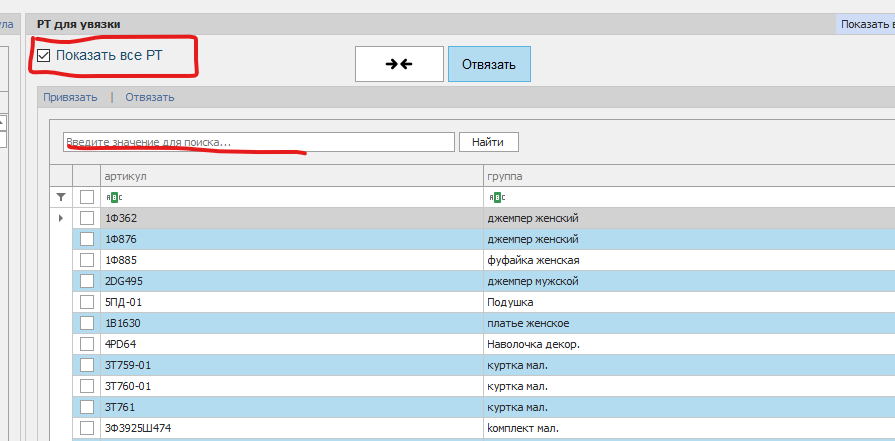 ула
РТ для увязки
Показать в
Показать все РТ
Отвязать
Привязать | Отвязать
Введите значение для поиска...
Найти
артикул группа
ABC ABC
1Ф362 джемпер женский
1Ф876 джемпер женский
1Ф885 фуфайка женская
2DG495 джемпер мужской
5ПД-01 Подушка
1В1630 платье женское
4PD64 Наволочка декор.
3Т759-01 куртка мал.
3Т760-01 куртка мал.
3Т761 куртка мал.
3Ф3925Ш474 комплект мал.